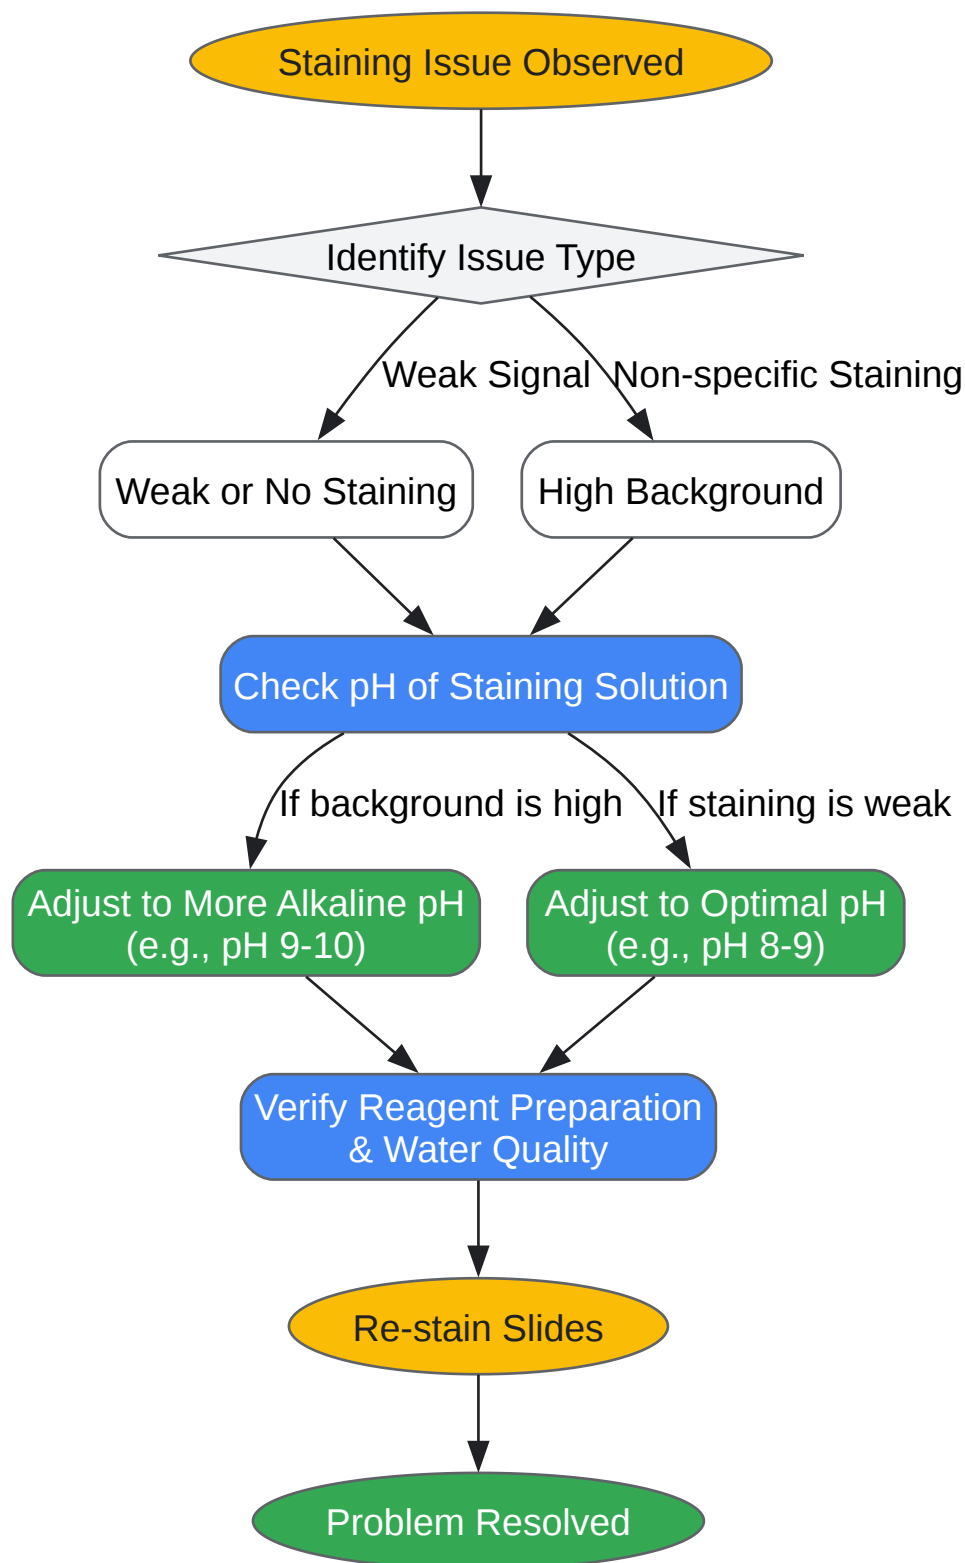 Staining Issue Observed
Identify Issue Type
Weak Signal
Non-specific Staining
Weak or No Staining
High Background
Check pH of Staining Solution
If background is high
If staining is weak
Adjust to More Alkaline pH
(e.g., pH 9-10)
Adjust to Optimal pH
(e.g., pH 8-9)
Verify Reagent Preparation
& Water Quality
Re-stain Slides
Problem Resolved